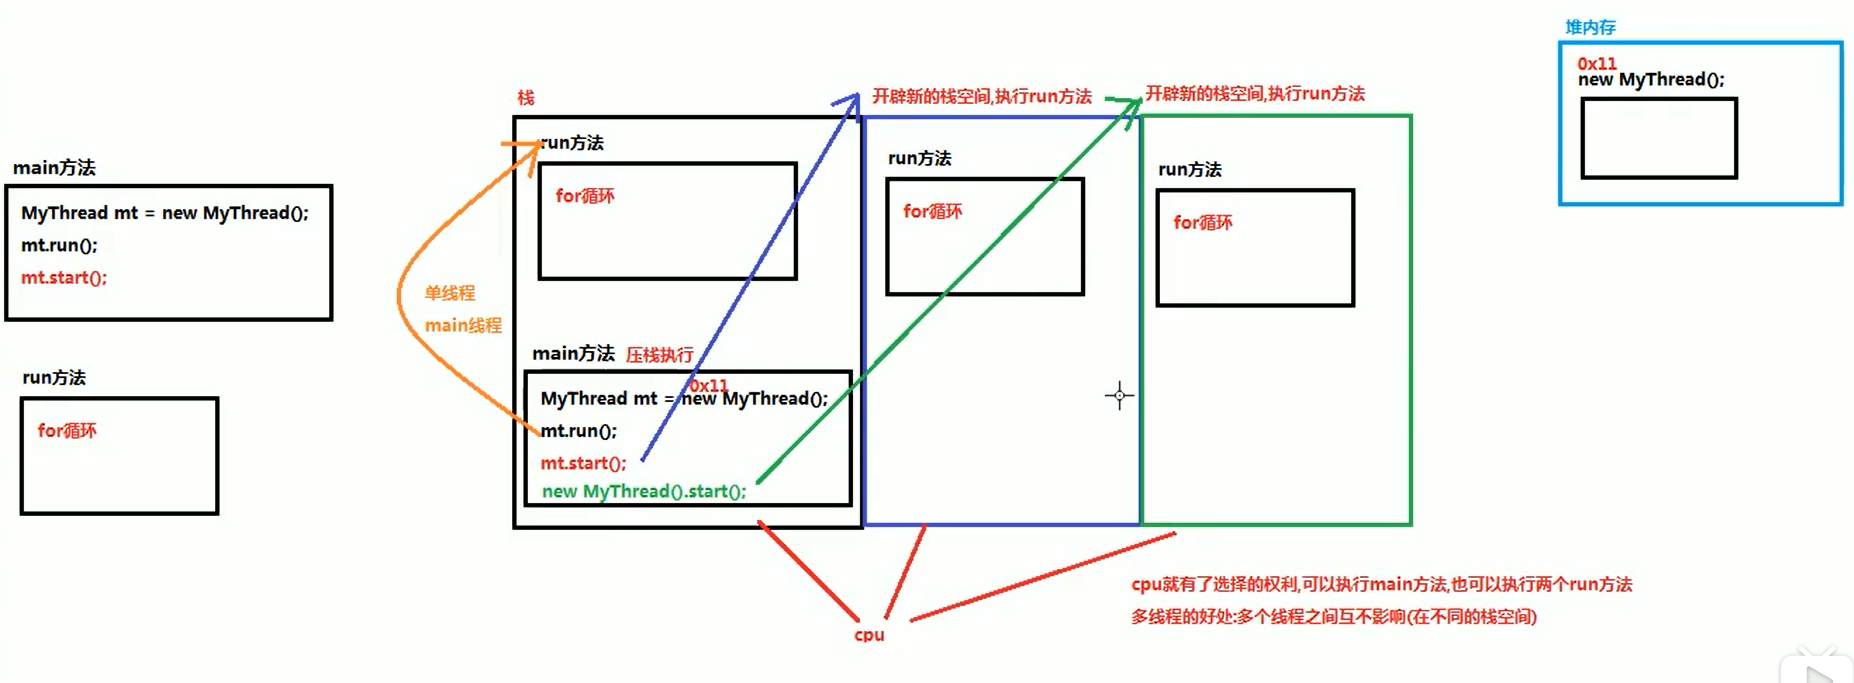 main方法
MyThread mt = new MyThread();
mt.run();
mt.start();
run方法
for循环
单线程
main线程
栈
run方法
for循环
main方法 压栈执行
0x11
MyThread mt = new MyThread();
mt.run();
mt.start();
new MyThread().start();
开辟新的栈空间,执行run方法
run方法
for循环
开辟新的栈空间,执行run方法
run方法
for循环
cpu
cpu就有了选择的权利,可以执行main方法,也可以执行两个run方法
多线程的好处:多个线程之间互不影响(在不同的栈空间)
堆内存
0x11
new MyThread();